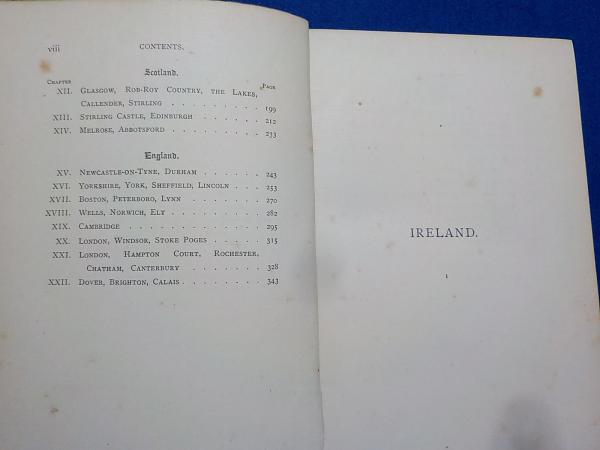 viii CONTENTS.
Scotland.
CHAPTER PAGE
XII. GLASGOW, ROB-ROY COUNTRY, THE LAKES,
CALLENDER, STIRLING . . . . . . . . 199
XIII. STIRLING CASTLE, EDINBURGH . . . . . . 212
XIV. MELROSE, ABBOTSFORD . . . . . . . . 233
England.
XV. NEWCASTLE-ON-TYNE, DURHAM . . . . . . 243
XVI. YORKSHIRE, YORK, SHEFFIELD, LINCOLN . . . 253
XVII. BOSTON, PETERBORO, LYNN . . . . . . . 270
XVIII. WELLS, NORWICH, ELY . . . . . . . . 282
XIX. CAMBRIDGE . . . . . . . . . . . . 295
XX. LONDON, WINDSOR, STOKE POGES . . . . . 315
XXI. LONDON, HAMPTON COURT, ROCHESTER,
CHATHAM, CANTERBURY . . . . . . . 328
XXII. DOVER, BRIGHTON, CALAIS . . . . . . . 343
IRELAND.
1